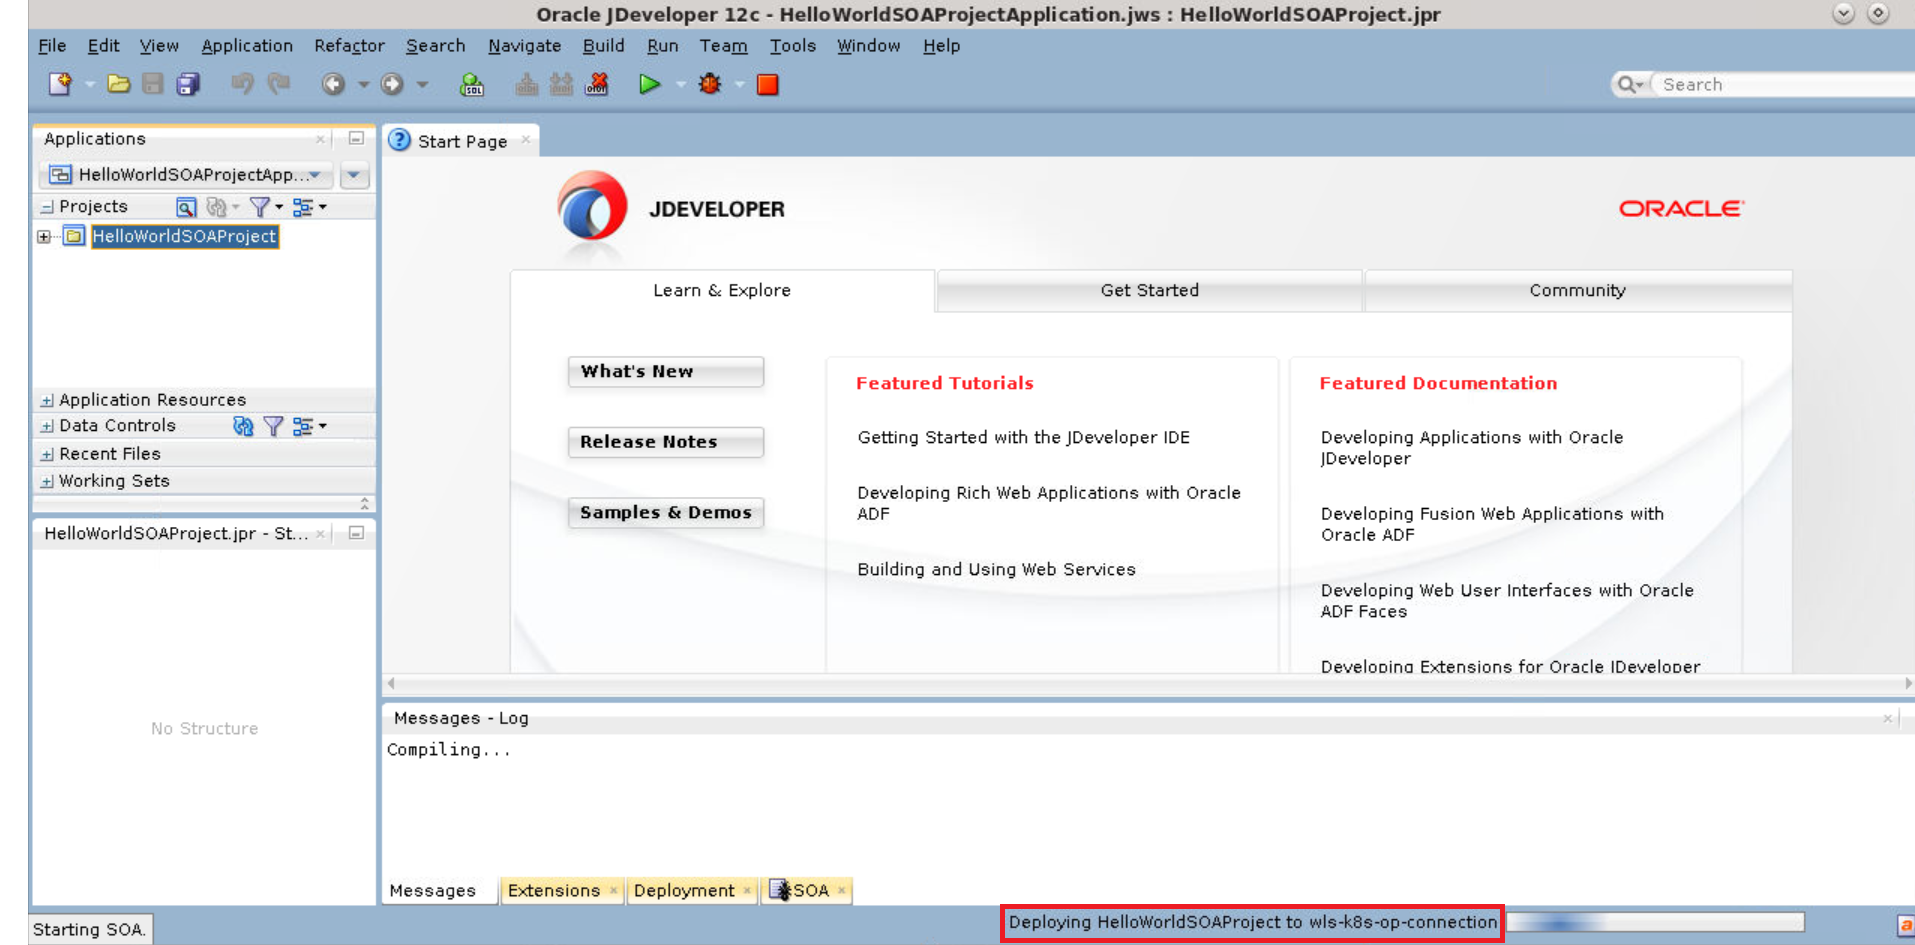 Oracle JDeveloper 12c - HelloWorldSOAProjectApplication.jws : HelloWorldSOAProject.jpr
File Edit View Application Refactor Search Navigate Build Run Team Tools Window Help
Search
Applications
Start Page
HelloWorldSOAProjectApp...
Projects
HelloWorldSOAProject
JDEVELOPER
ORACLE
Learn & Explore
Get Started
Community
What's New
Release Notes
Samples & Demos
Featured Tutorials
Getting Started with the JDeveloper IDE
Developing Rich Web Applications with Oracle
ADF
Building and Using Web Services
Featured Documentation
Developing Applications with Oracle
JDeveloper
Developing Fusion Web Applications with
Oracle ADF
Developing Web User Interfaces with Oracle
ADF Faces
Developing Extensions for Oracle JDeveloper
Application Resources
Data Controls
Recent Files
Working Sets
HelloWorldSOAProject.jpr - St...
No Structure
Messages - Log
Compiling...
Messages
Extensions
Deployment
SOA
Starting SOA.
Deploying HelloWorldSOAProject to wls-k8s-op-connection